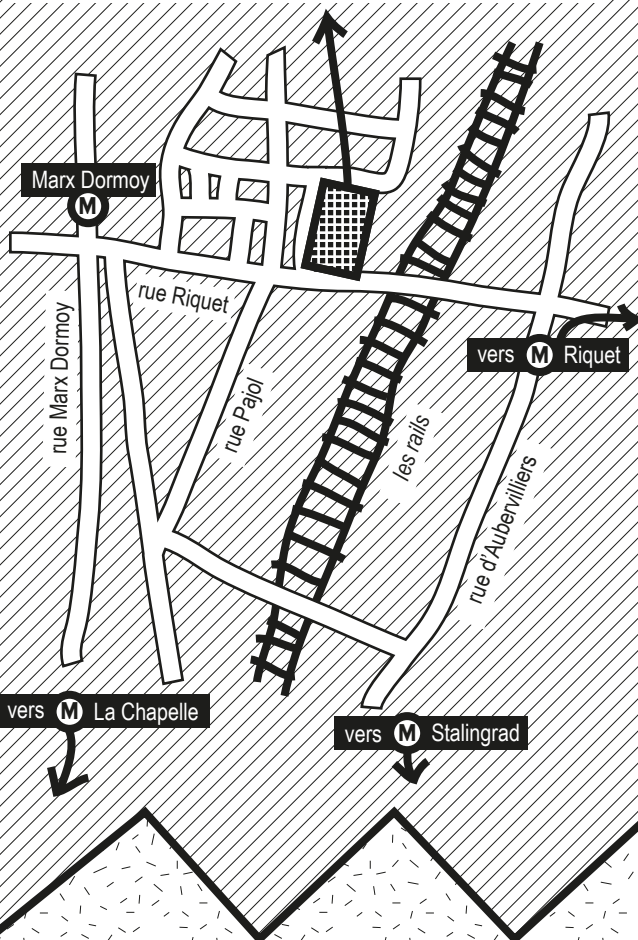 Marx Dormoy
M
rue Riquet
rue Marx Dormoy
rue Pajol
les rails
vers M Riquet
rue d'Aubervilliers
vers M La Chapelle
vers M Stalingrad